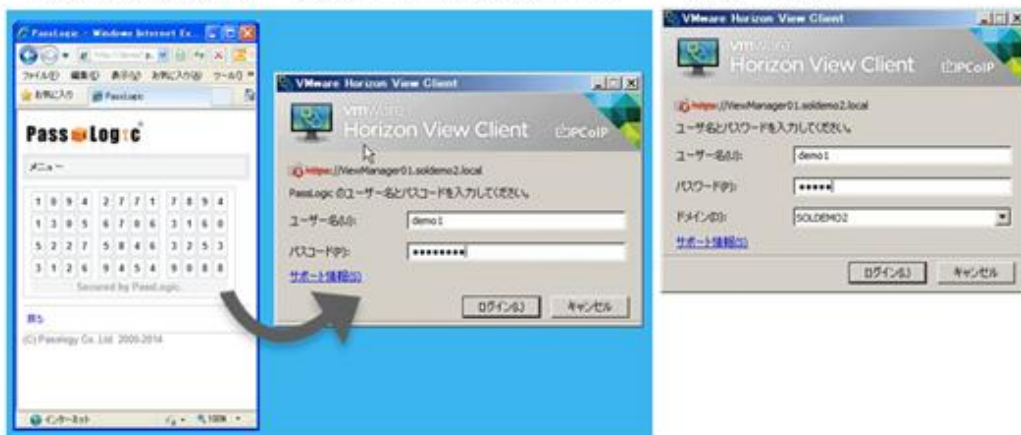 PassLogic - Windows Internet Ex...
ファイル(F) 編集(E) 表示(V) お気に入り(A) ツール(T) »
お気に入り PassLogic
PassLogic
メニュー
1 0 9 4 2 7 7 1 7 8 9 4
1 3 0 5 6 7 0 6 3 1 6 0
5 2 2 7 5 8 4 6 3 2 5 3
3 1 2 6 9 4 5 4 9 0 8 8
Secured by PassLogic.
戻る
(C) Passlogy Co.,Ltd. 2000-2014
インターネット 100%
VMware Horizon View Client
vmware
Horizon View Client PCoIP
https://ViewManager01.soldemo2.local
PassLogic のユーザー名とパスコードを入力してください。
ユーザー名(U): demo1
パスコード(P): ●●●●●●●●
サポート情報(S)
ログイン(L) キャンセル
VMware Horizon View Client
vmware
Horizon View Client PCoIP
https://ViewManager01.soldemo2.local
ユーザ名とパスワードを入力してください。
ユーザー名(U): demo1
パスワード(P): ●●●●●
ドメイン(D): SOLDEMO2
サポート情報(S)
ログイン(L) キャンセル